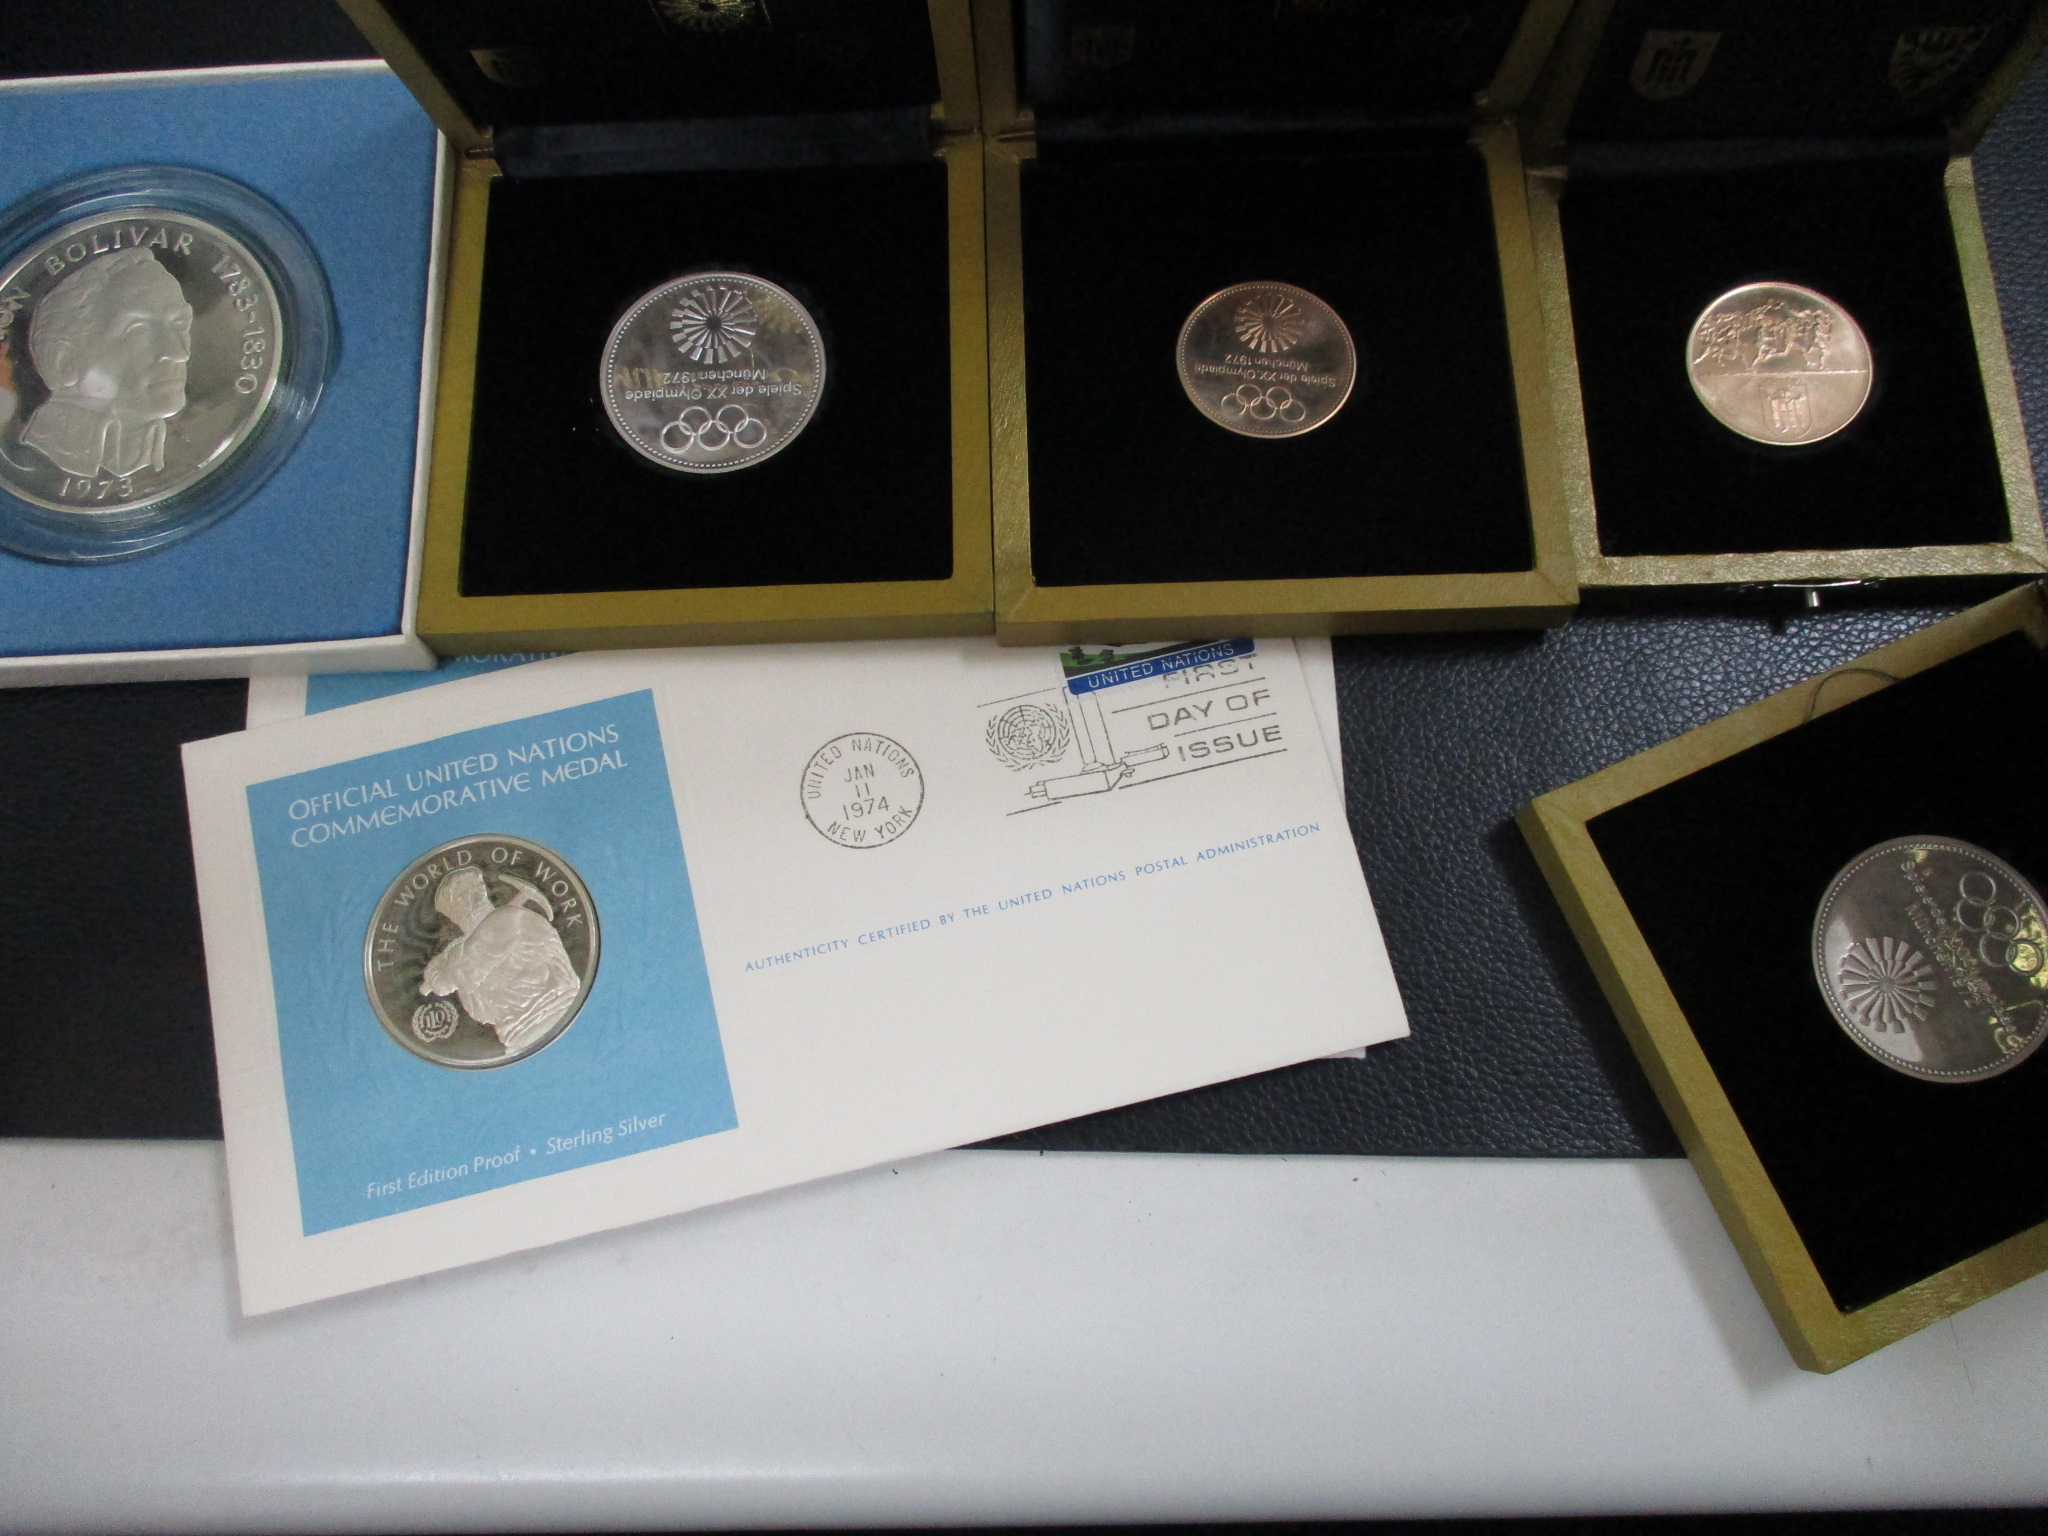 BOLIVAR 1783-1830
1973
Spiele der XX. Olympiade
München 1972
Spiele der XX. Olympiade
München 1972
UNITED NATIONS
FIRST
DAY OF
ISSUE
UNITED NATIONS
JAN
11
1974
NEW YORK
AUTHENTICITY CERTIFIED BY THE UNITED NATIONS POSTAL ADMINISTRATION
OFFICIAL UNITED NATIONS
COMMEMORATIVE MEDAL
THE WORLD OF WORK
ILO
First Edition Proof • Sterling Silver